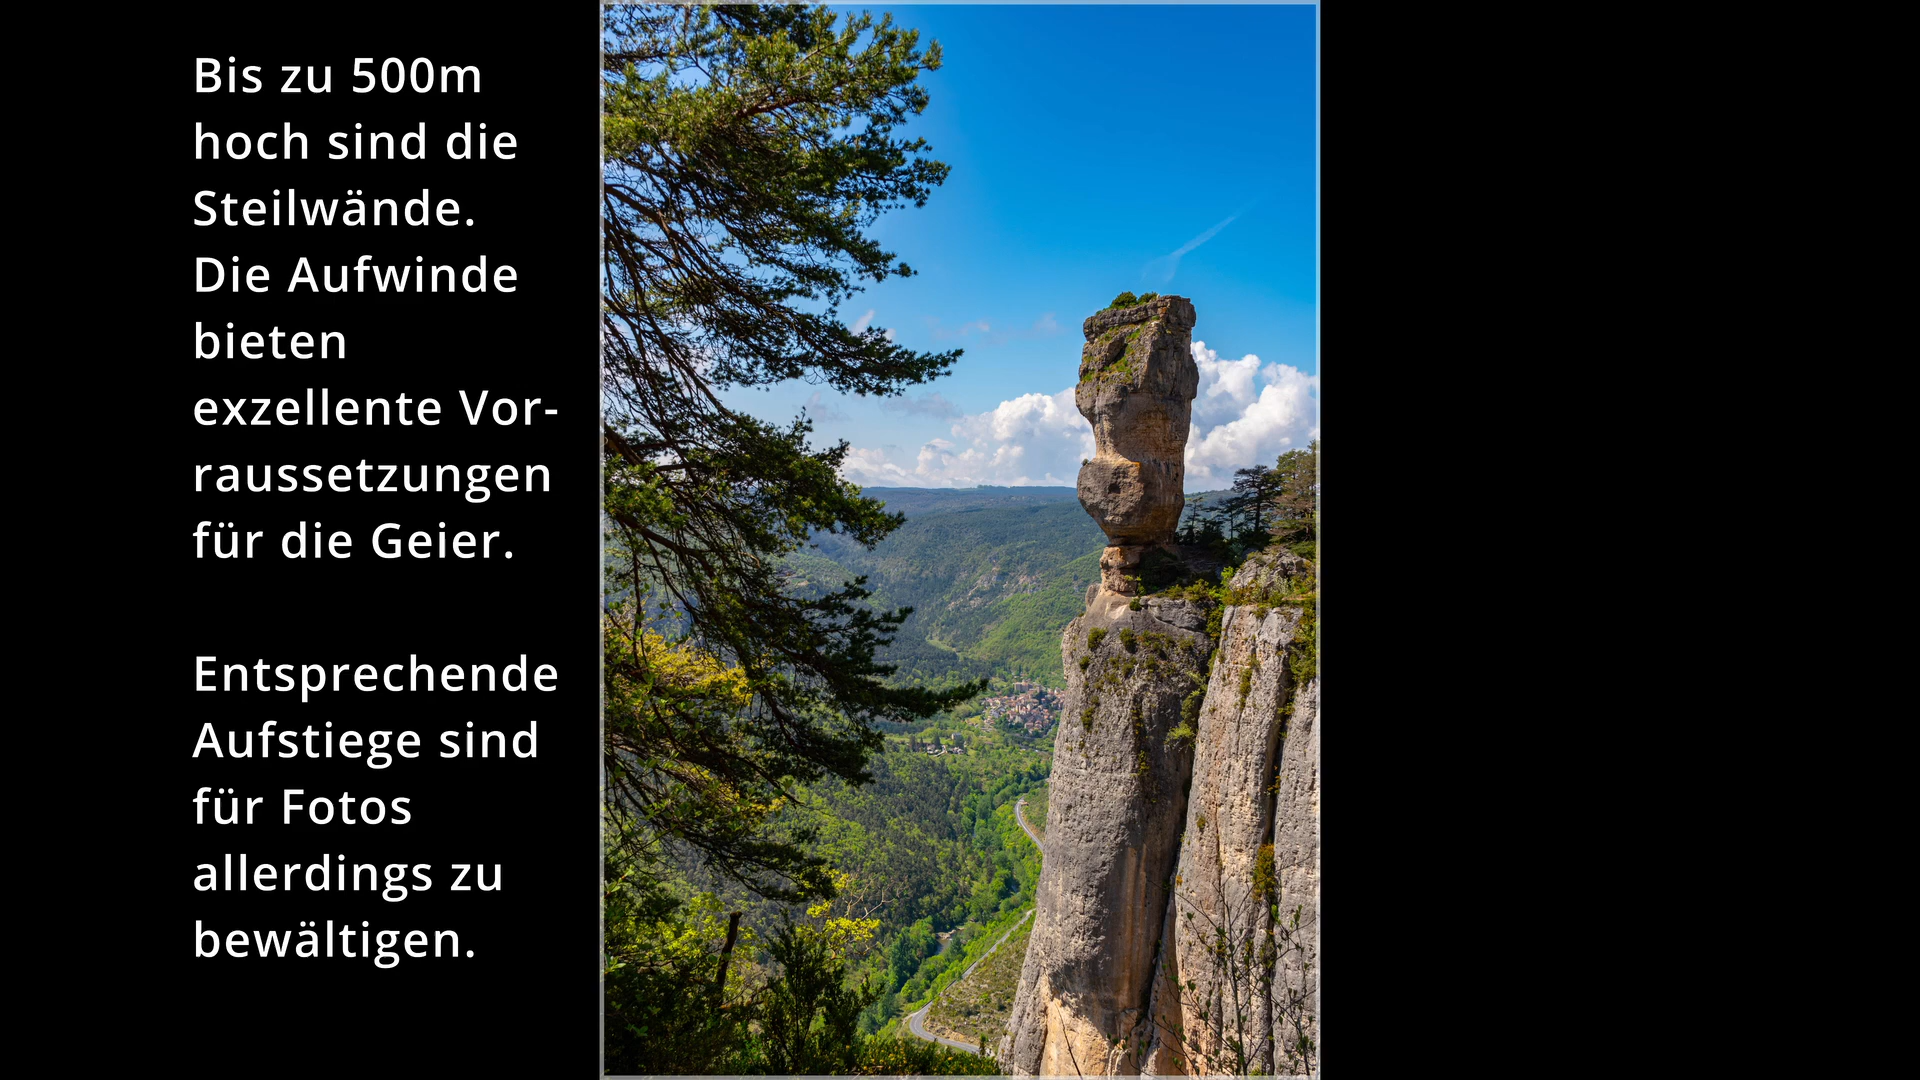 Bis zu 500m
hoch sind die
Steilwände.
Die Aufwinde
bieten
exzellente Vor-
raussetzungen
für die Geier.
Entsprechende
Aufstiege sind
für Fotos
allerdings zu
bewältigen.